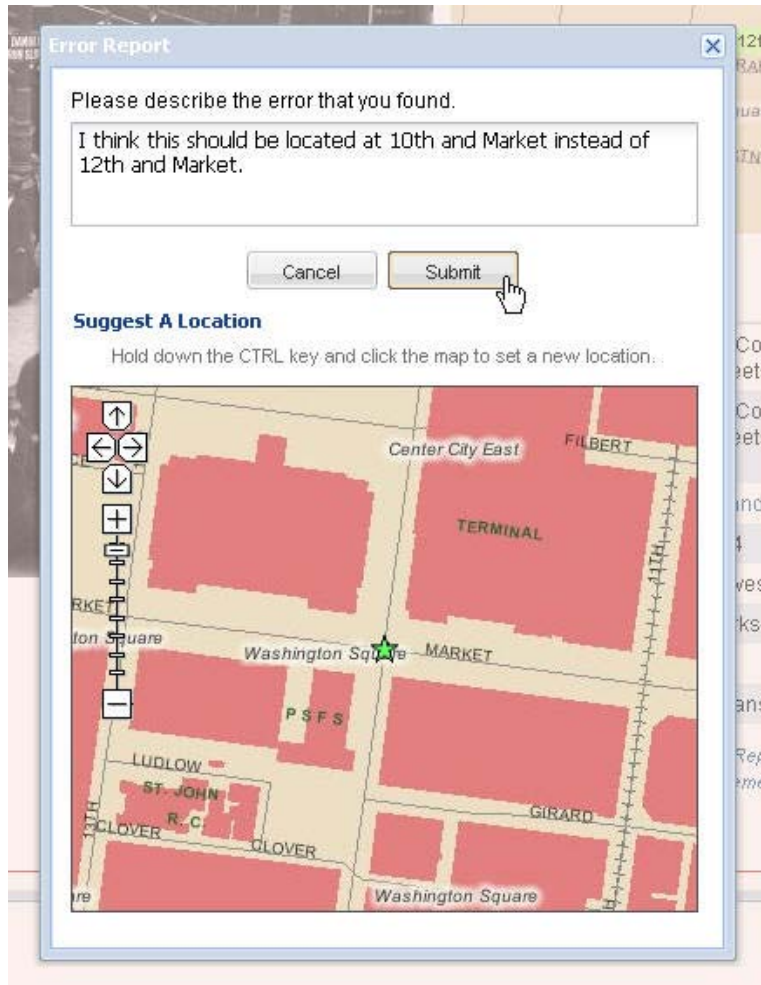 Error Report
Please describe the error that you found.
I think this should be located at 10th and Market instead of
12th and Market.
Cancel
Submit
Suggest A Location
Hold down the CTRL key and click the map to set a new location.
Center City East
FILBERT
TERMINAL
11TH
Washington Square
MARKET
PSFS
LUDLOW
ST. JOHN
R. C.
GIRARD
13TH
CLOVER
CLOVER
Washington Square